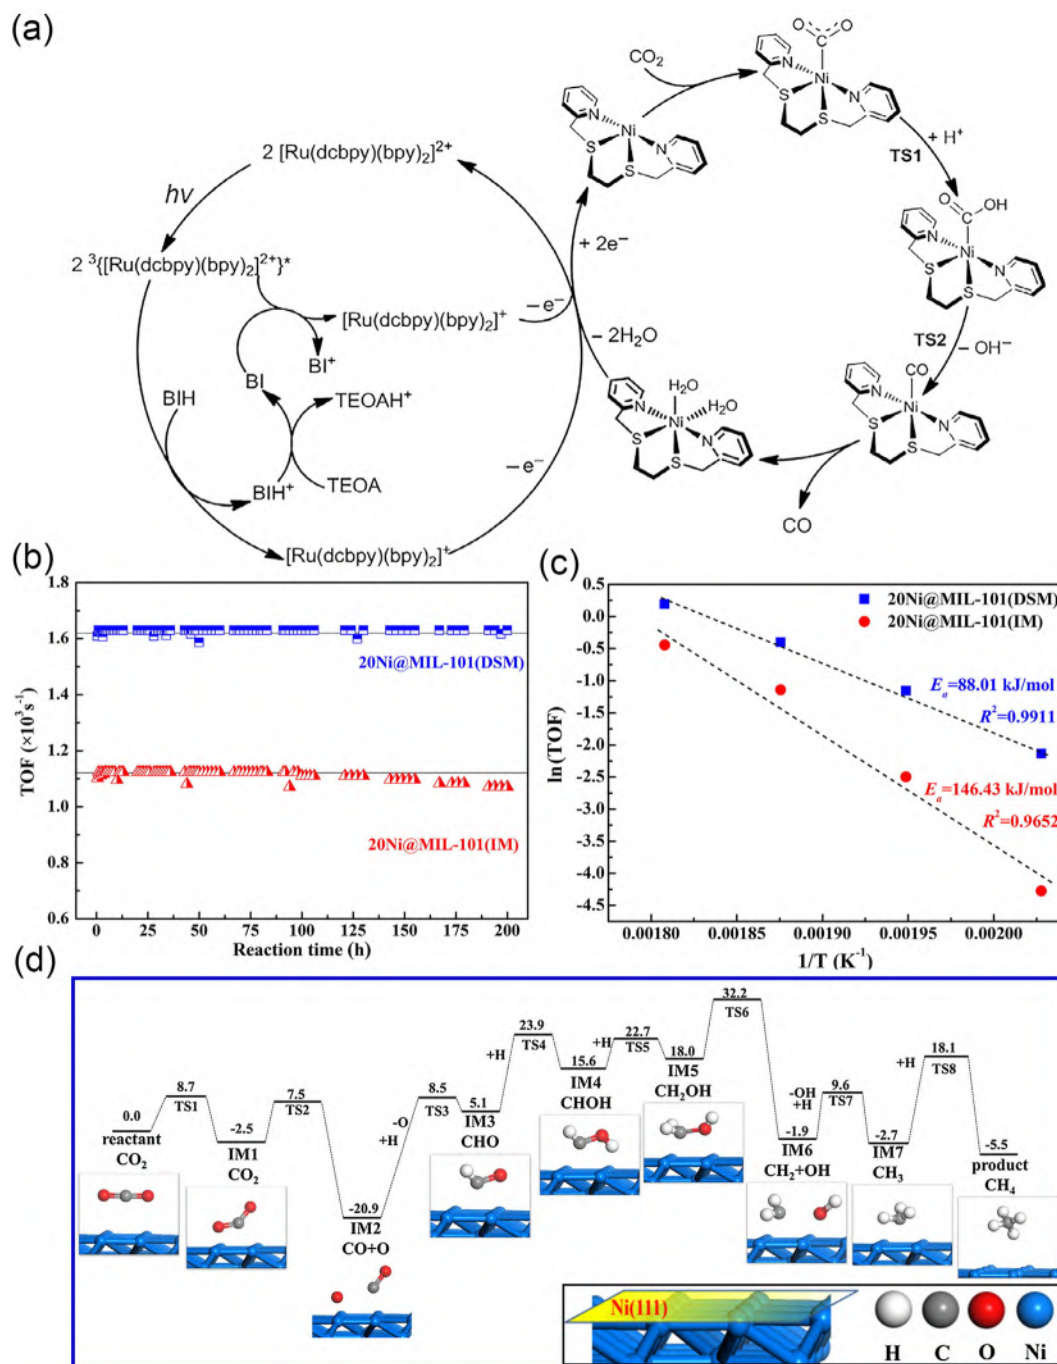 (a)
CO2
Ni
N
N
S
S
C
O
O
+ H+
TS1
O
OH
C
Ni
N
N
S
S
TS2
– OH–
CO
Ni
N
N
S
S
CO
H2O
H2O
Ni
N
N
S
S
– 2H2O
+ 2e–
Ni
N
N
S
S
2 [Ru(dcbpy)(bpy)2]2+
hν
2 3{[Ru(dcbpy)(bpy)2]2+}*
[Ru(dcbpy)(bpy)2]+
– e–
BI+
BI
BIH
TEOAH+
BIH+
TEOA
– e–
[Ru(dcbpy)(bpy)2]+
(b)
TOF (×10³ s-1)
1.8
1.6
1.4
1.2
1.0
0.8
0.6
20Ni@MIL-101(DSM)
20Ni@MIL-101(IM)
0 25 50 75 100 125 150 175 200
Reaction time (h)
(c)
ln(TOF)
0.5
0.0
-0.5
-1.0
-1.5
-2.0
-2.5
-3.0
-3.5
-4.0
-4.5
20Ni@MIL-101(DSM)
20Ni@MIL-101(IM)
Ea=88.01 kJ/mol
R2=0.9911
Ea=146.43 kJ/mol
R2=0.9652
0.00180 0.00185 0.00190 0.00195 0.00200
1/T (K-1)
(d)
0.0
reactant
CO2
8.7
TS1
-2.5
IM1
CO2
7.5
TS2
-20.9
IM2
CO+O
-O
+H
8.5
TS3
5.1
IM3
CHO
+H
23.9
TS4
15.6
IM4
CHOH
+H
22.7
TS5
18.0
IM5
CH2OH
32.2
TS6
-OH
+H
-1.9
IM6
CH2+OH
9.6
TS7
-2.7
IM7
CH3
+H
18.1
TS8
-5.5
product
CH4
Ni(111)
H C O Ni